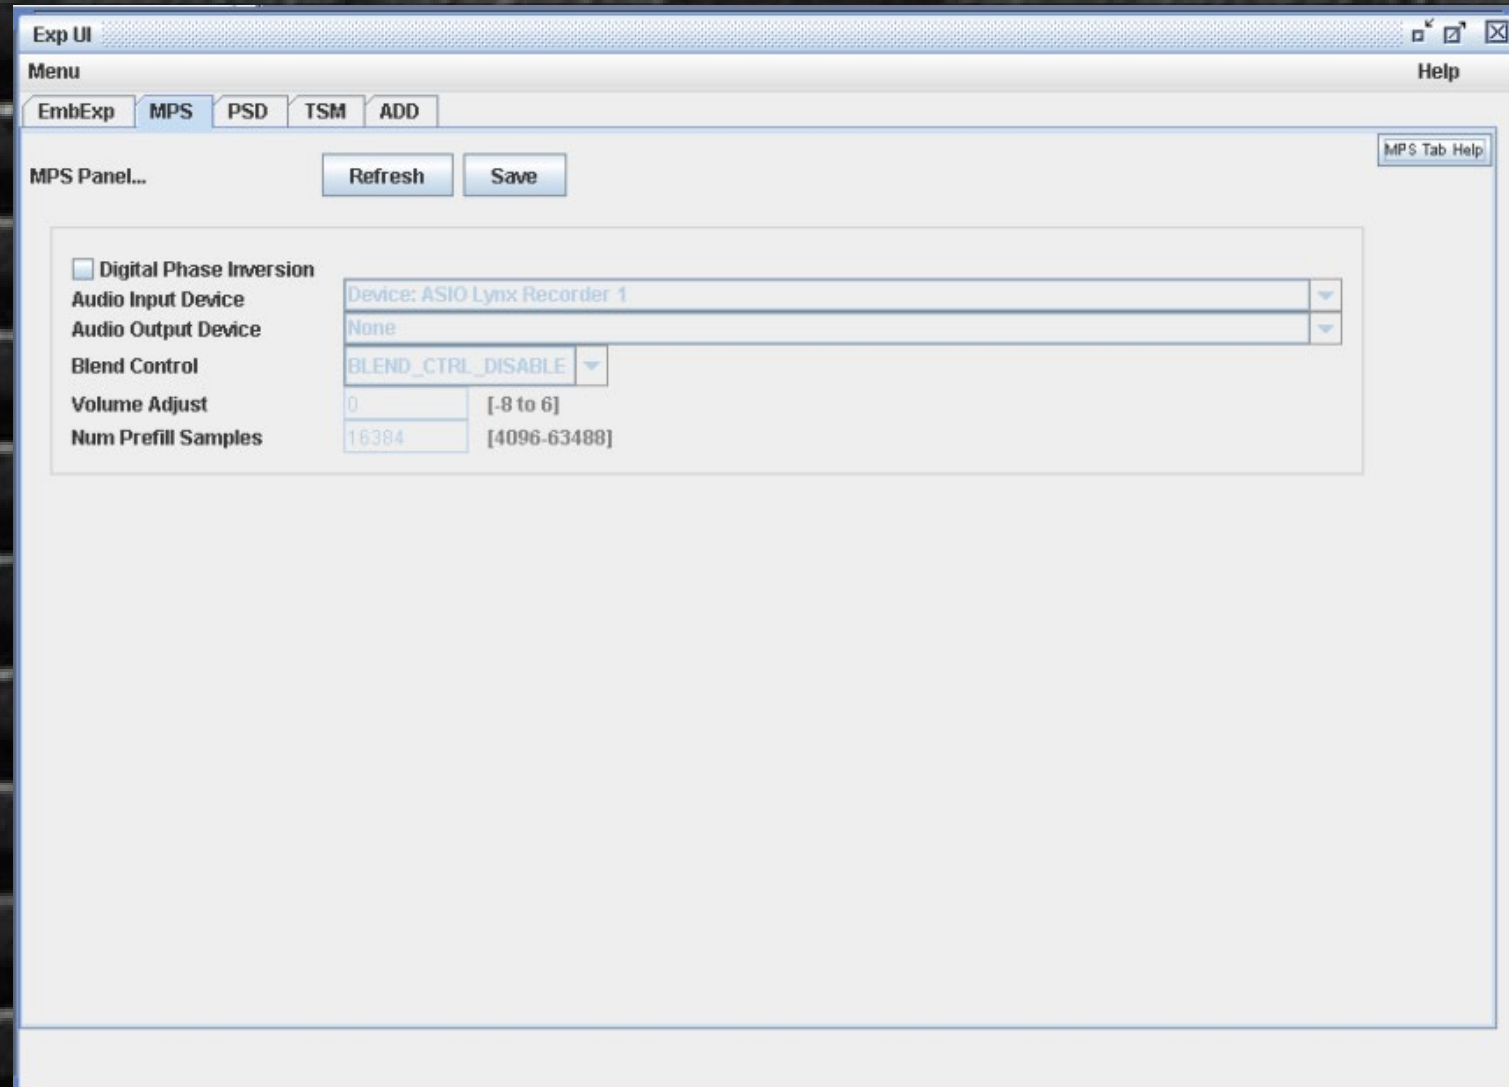 Exp UI
Menu Help
EmbExp MPS PSD TSM ADD
MPS Tab Help
MPS Panel... Refresh Save
Digital Phase Inversion
Audio Input Device Device: ASIO Lynx Recorder 1
Audio Output Device None
Blend Control BLEND_CTRL_DISABLE
Volume Adjust 0 [-8 to 6]
Num Prefill Samples 16384 [4096-63488]